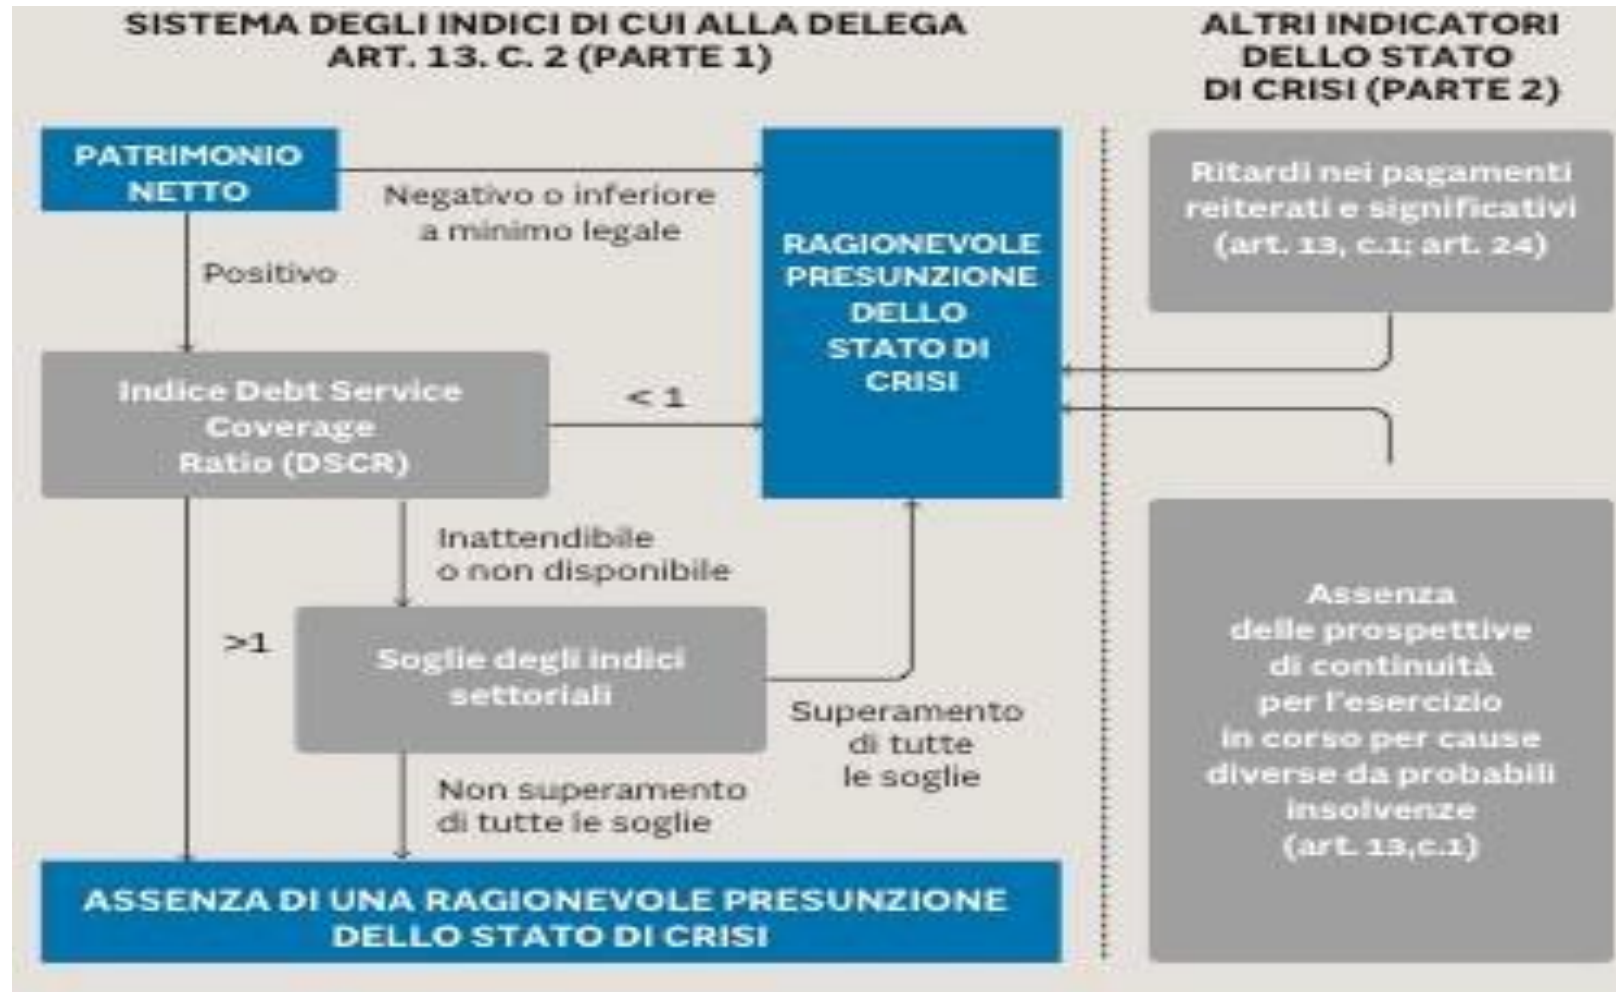 SISTEMA DEGLI INDICI DI CUI ALLA DELEGA
ART. 13. C. 2 (PARTE 1)
PATRIMONIO
NETTO
Negativo o inferiore
a minimo legale
Positivo
RAGIONEVOLE
PRESUNZIONE
DELLO
STATO DI
CRISI
Indice Debt Service
Coverage
Ratio (DSCR)
< 1
Inattendibile
o non disponibile
>1
Soglie degli indici
settoriali
Superamento
di tutte
le soglie
Non superamento
di tutte le soglie
ASSENZA DI UNA RAGIONEVOLE PRESUNZIONE
DELLO STATO DI CRISI
ALTRI INDICATORI
DELLO STATO
DI CRISI (PARTE 2)
Ritardi nei pagamenti
reiterati e significativi
(art. 13, c.1; art. 24)
Assenza
delle prospettive
di continuità
per l'esercizio
in corso per cause
diverse da probabili
insolvenze
(art. 13,c.1)